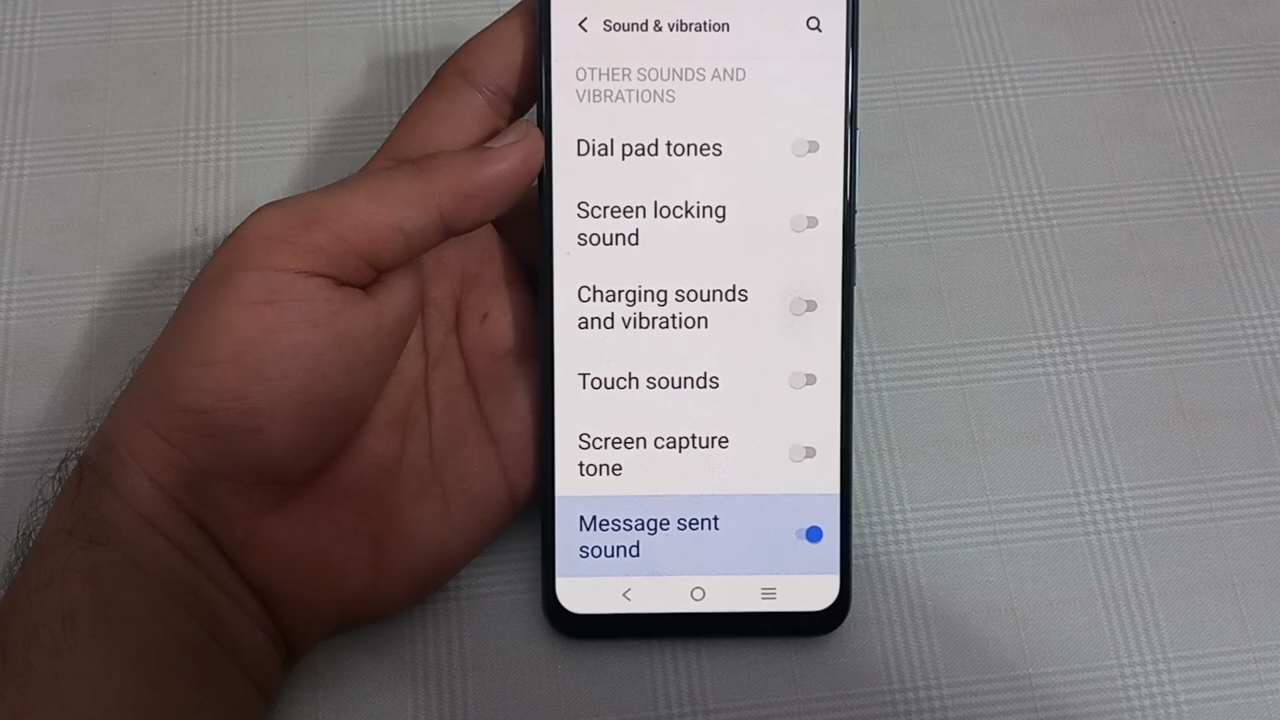 Sound & vibration
OTHER SOUNDS AND
VIBRATIONS
Dial pad tones
Screen locking
sound
Charging sounds
and vibration
Touch sounds
Screen capture
tone
Message sent
sound